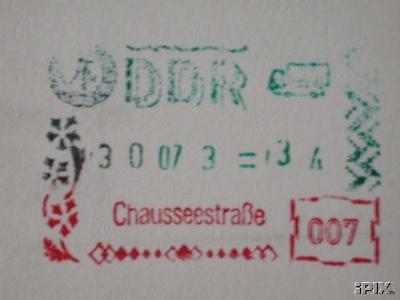 DDR
3 0 07 3 = 3 4
Chausseestraße
007
iPIX